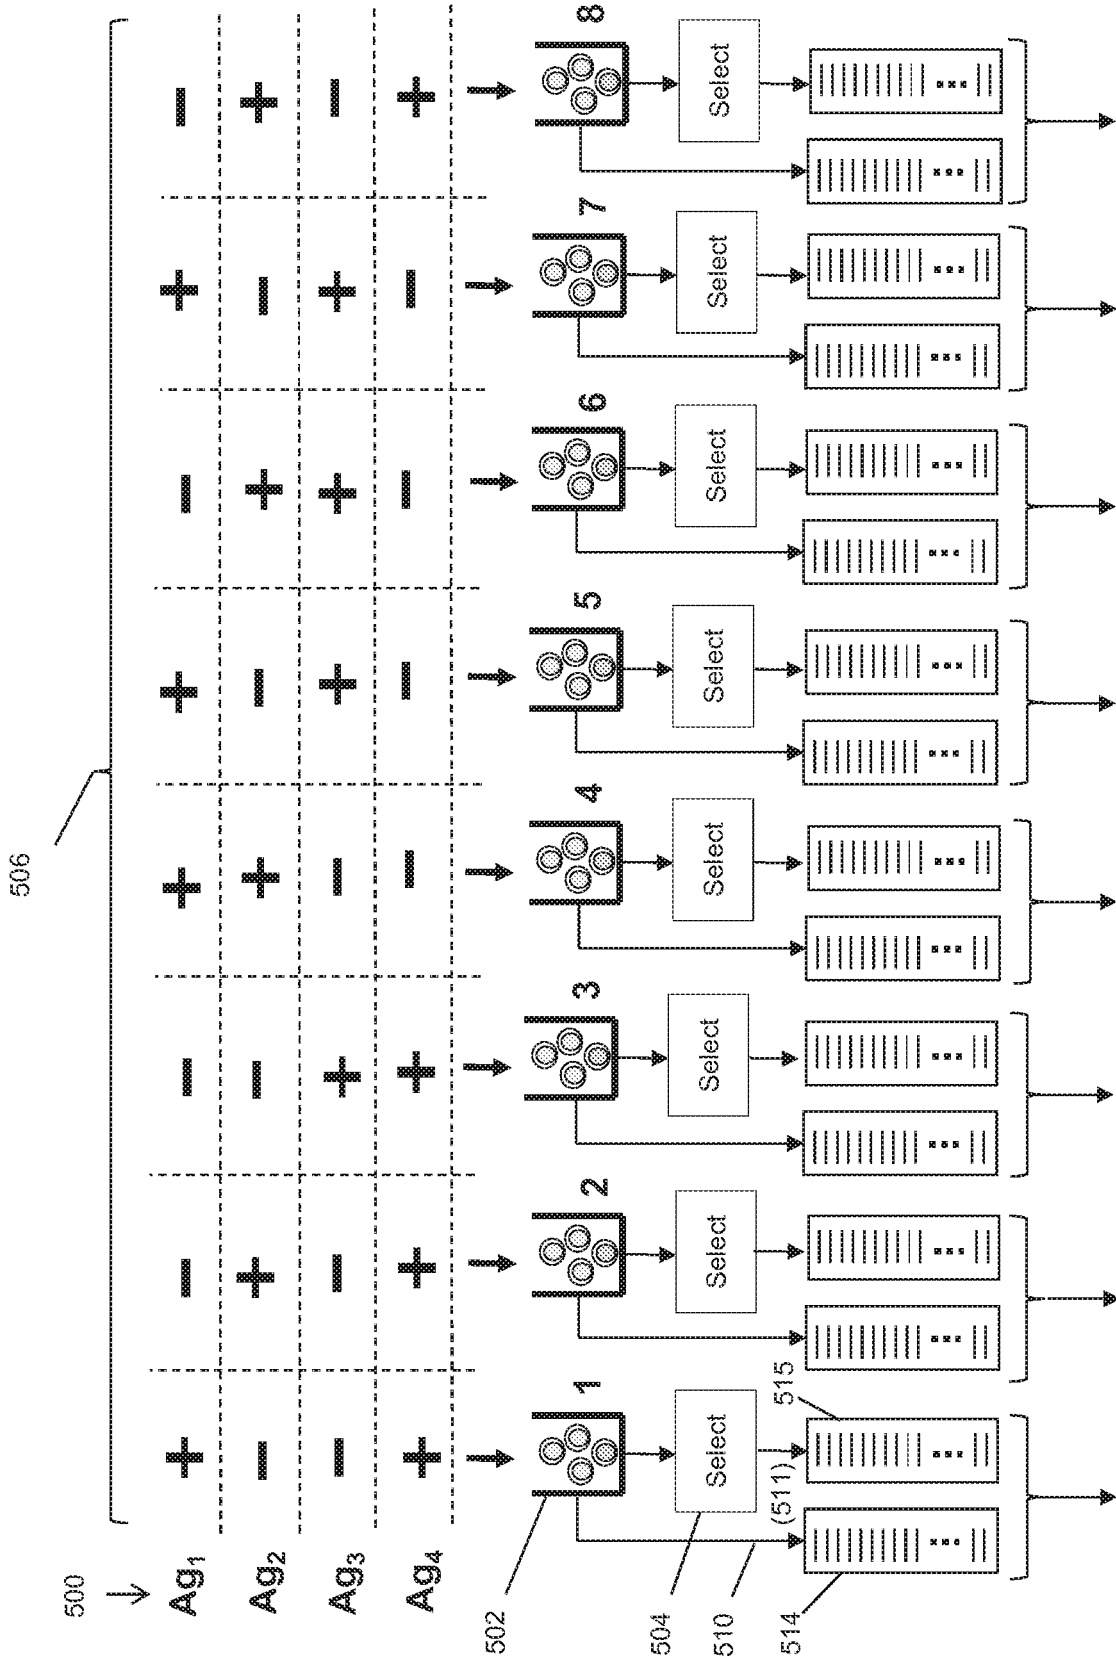 506
500
Ag₁ + − − + + − + −
Ag₂ − + − + − + − +
Ag₃ − − + − + + + −
Ag₄ + + + − − − − +
502
1 2 3 4 5 6 7 8
504
Select Select Select Select Select Select Select Select
510
(511)
515
514